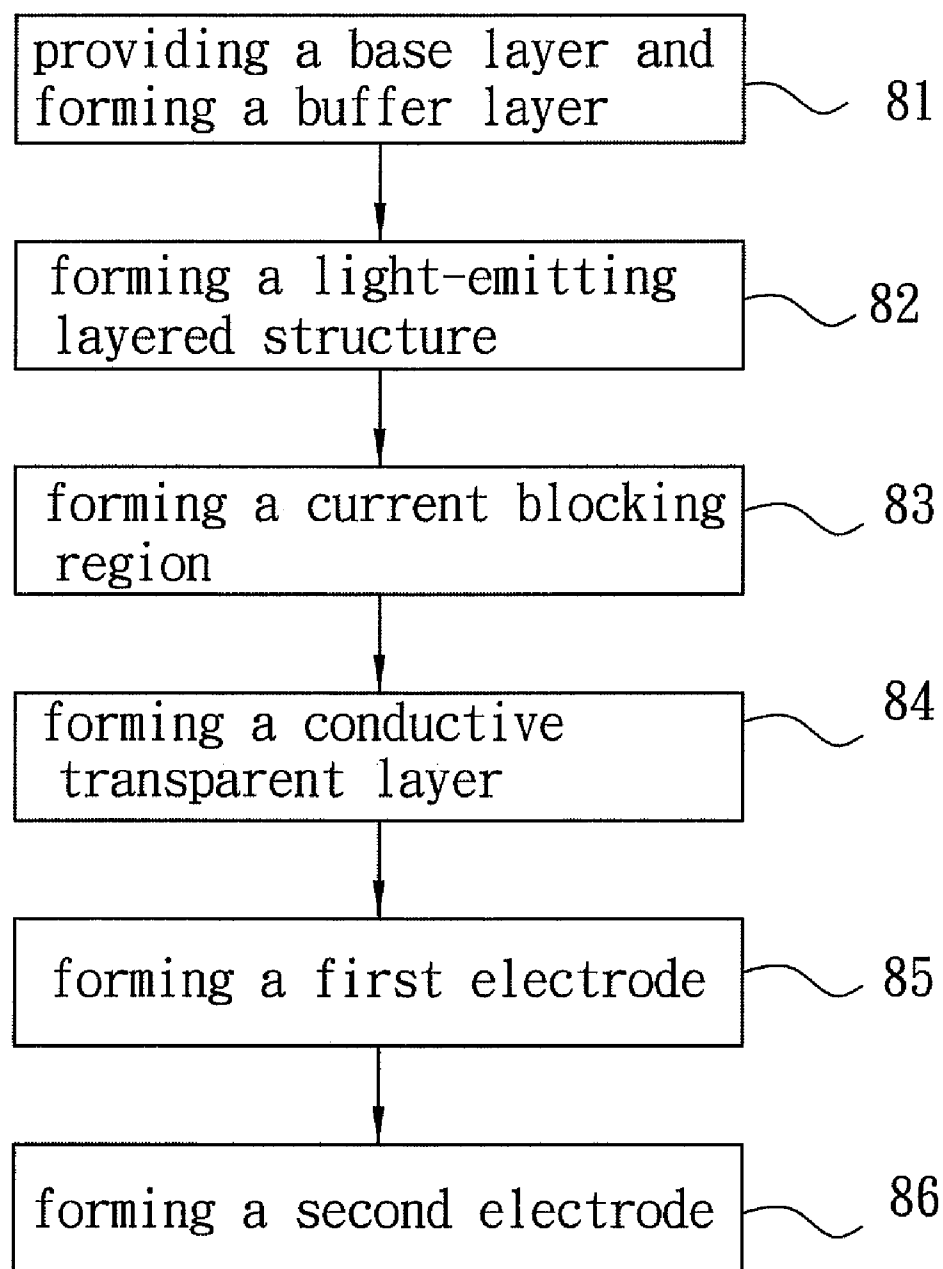 providing a base layer and
forming a buffer layer
81
forming a light-emitting
layered structure
82
forming a current blocking
region
83
forming a conductive
transparent layer
84
forming a first electrode
85
forming a second electrode
86